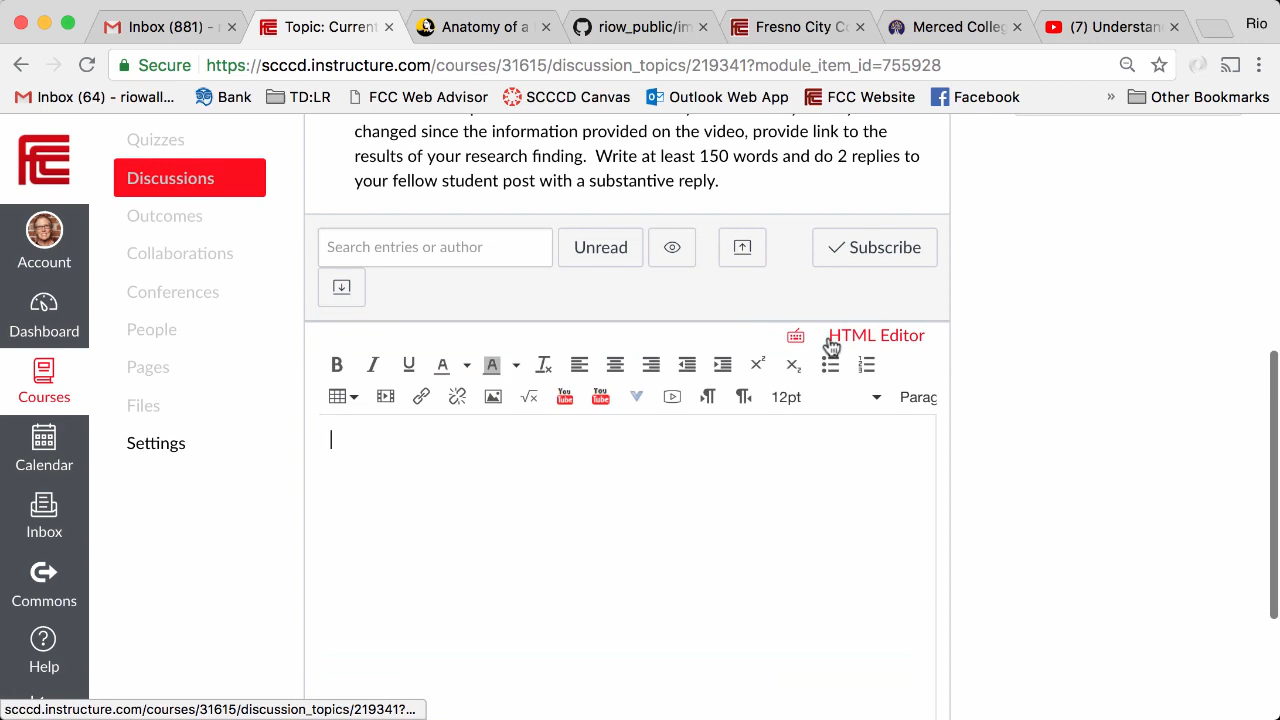 Inbox (881) -
Topic: Current
Anatomy of a
riow_public/im
Fresno City Co
Merced Colleg
(7) Understan
Rio
Secure https://scccd.instructure.com/courses/31615/discussion_topics/219341?module_item_id=755928
Inbox (64) - riowall... Bank TD:LR FCC Web Advisor SCCCD Canvas Outlook Web App FCC Website Facebook » Other Bookmarks
Account
Dashboard
Courses
Calendar
Inbox
Commons
Help
Quizzes
Discussions
Outcomes
Collaborations
Conferences
People
Pages
Files
Settings
changed since the information provided on the video, provide link to the
results of your research finding. Write at least 150 words and do 2 replies to
your fellow student post with a substantive reply.
Search entries or author
Unread
Subscribe
HTML Editor
12pt
Parag
scccd.instructure.com/courses/31615/discussion_topics/219341?...